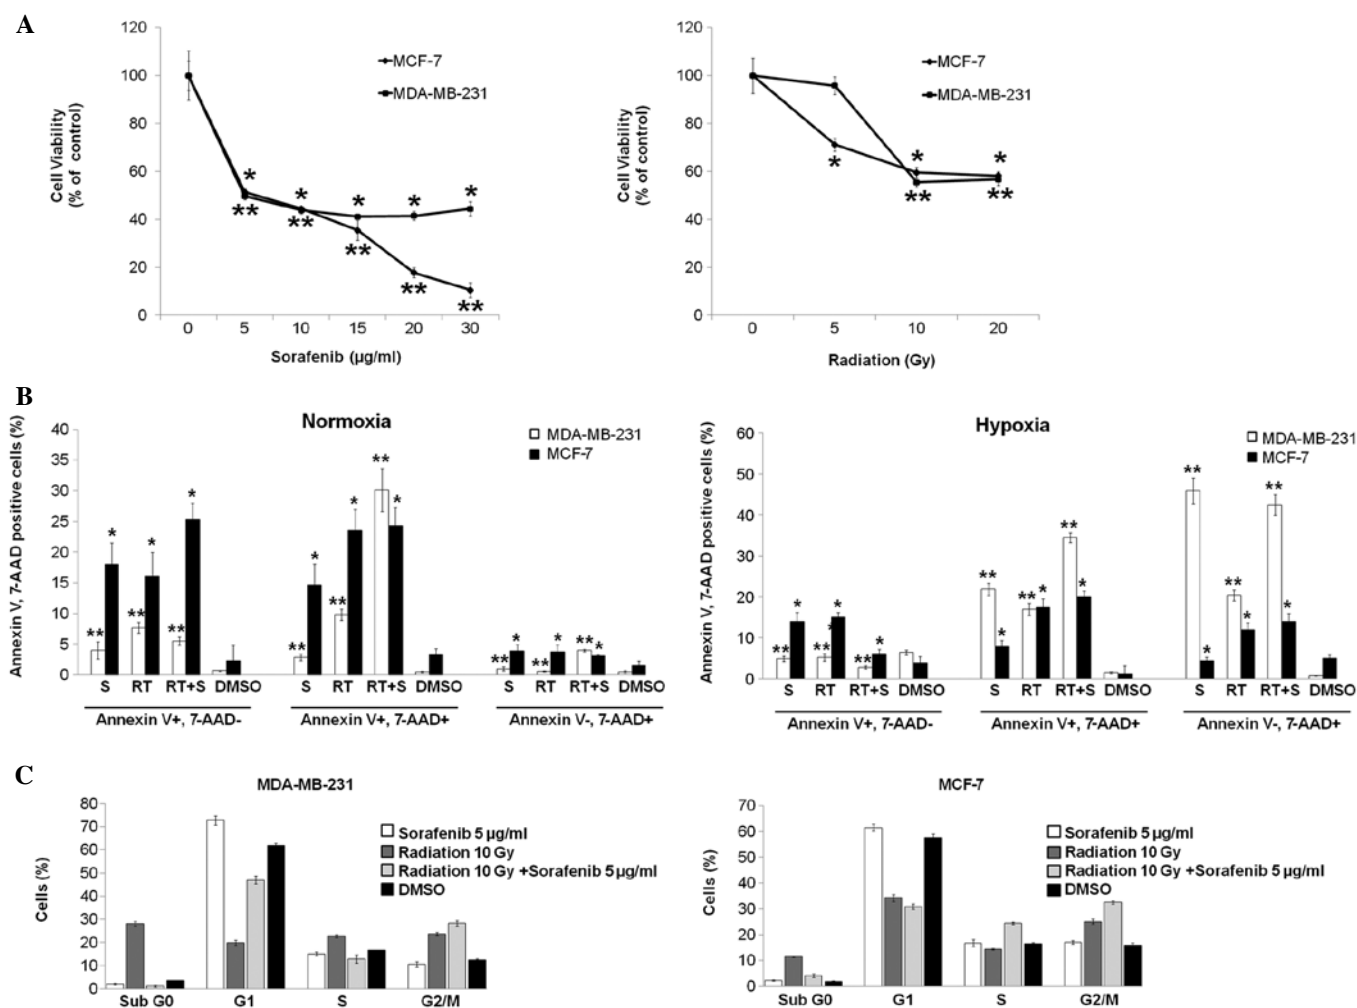 A
120
100
80
60
40
20
0
Cell Viability
(% of control)
MCF-7
MDA-MB-231
* * * * *
** ** ** ** **
0 5 10 15 20 30
Sorafenib (µg/ml)
120
100
80
60
40
20
0
Cell Viability
(% of control)
MCF-7
MDA-MB-231
* * *
** **
0 5 10 20
Radiation (Gy)
B
Normoxia
Annexin V, 7-AAD positive cells (%)
40
35
30
25
20
15
10
5
0
MDA-MB-231
MCF-7
** * ** * ** *
** * ** * ** *
** * ** * ** *
S RT RT+S DMSO
S RT RT+S DMSO
S RT RT+S DMSO
Annexin V+, 7-AAD-
Annexin V+, 7-AAD+
Annexin V-, 7-AAD+
Hypoxia
Annexin V, 7-AAD positive cells (%)
60
50
40
30
20
10
0
MDA-MB-231
MCF-7
** * ** * ** *
** * ** * ** *
** * ** * ** *
S RT RT+S DMSO
S RT RT+S DMSO
S RT RT+S DMSO
Annexin V+, 7-AAD-
Annexin V+, 7-AAD+
Annexin V-, 7-AAD+
C
MDA-MB-231
Cells (%)
80
70
60
50
40
30
20
10
0
Sorafenib 5 µg/ml
Radiation 10 Gy
Radiation 10 Gy +Sorafenib 5µg/ml
DMSO
Sub G0 G1 S G2/M
MCF-7
Cells (%)
70
60
50
40
30
20
10
0
Sorafenib 5 µg/ml
Radiation 10 Gy
Radiation 10 Gy +Sorafenib 5µg/ml
DMSO
Sub G0 G1 S G2/M